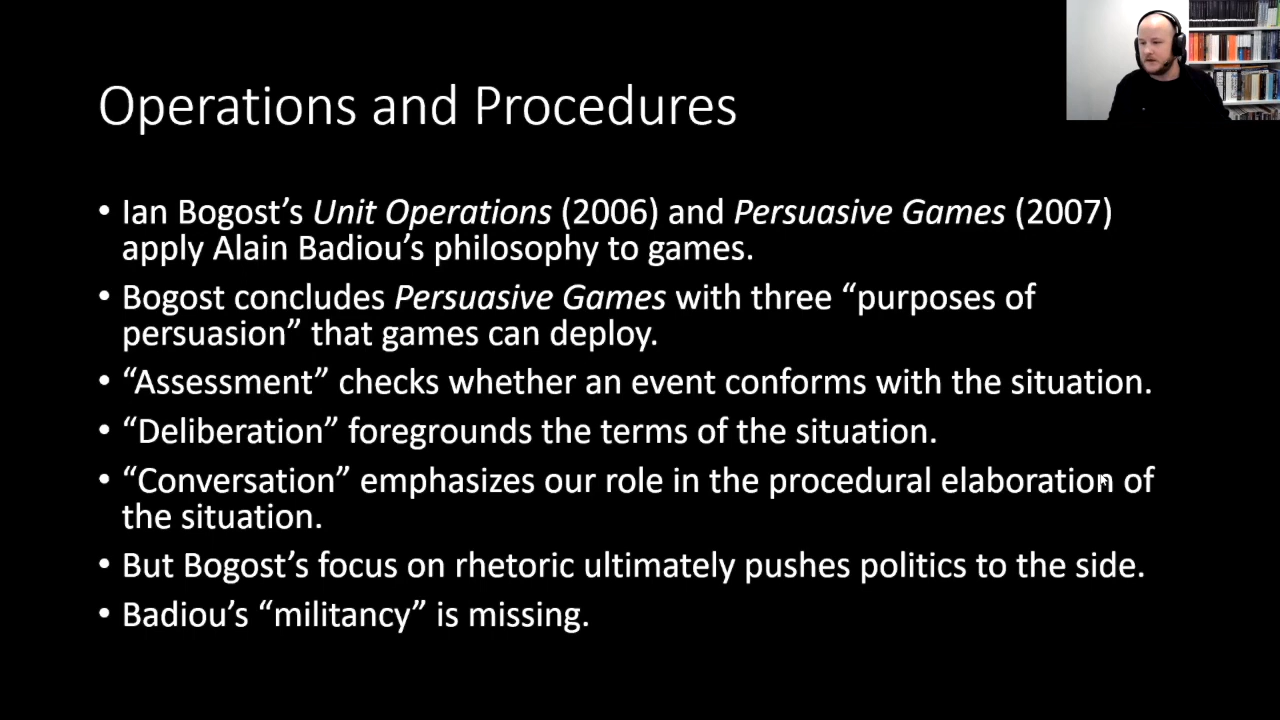 Operations and Procedures
• Ian Bogost’s Unit Operations (2006) and Persuasive Games (2007)
apply Alain Badiou’s philosophy to games.
• Bogost concludes Persuasive Games with three “purposes of
persuasion” that games can deploy.
• “Assessment” checks whether an event conforms with the situation.
• “Deliberation” foregrounds the terms of the situation.
• “Conversation” emphasizes our role in the procedural elaboration of
the situation.
• But Bogost’s focus on rhetoric ultimately pushes politics to the side.
• Badiou’s “militancy” is missing.